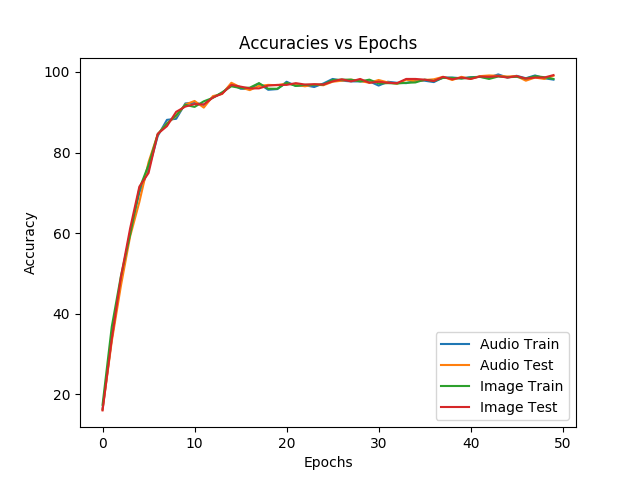 Accuracies vs Epochs
100
80
60
40
20
Accuracy
Audio Train
Audio Test
Image Train
Image Test
0 10 20 30 40 50
Epochs